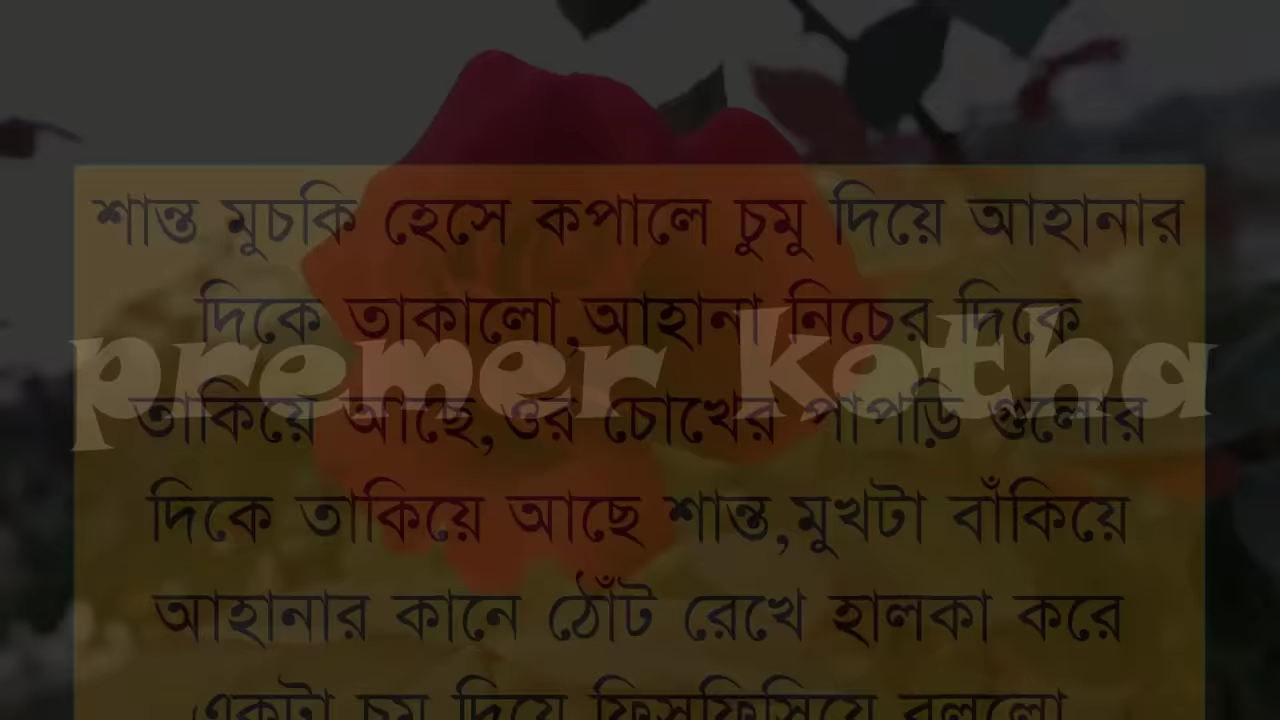 শান্ত মুচকি হেসে কপালে চুমু দিয়ে আহানার
দিকে তাকালো,আহানা নিচের দিকে
premer kotha
তাকিয়ে আছে,ওর চোখের পাপড়ি গুলোর
দিকে তাকিয়ে আছে শান্ত,মুখটা বাঁকিয়ে
আহানার কানে ঠোঁট রেখে হালকা করে
একটা চুমু দিয়ে ফিসফিসিয়ে বললো